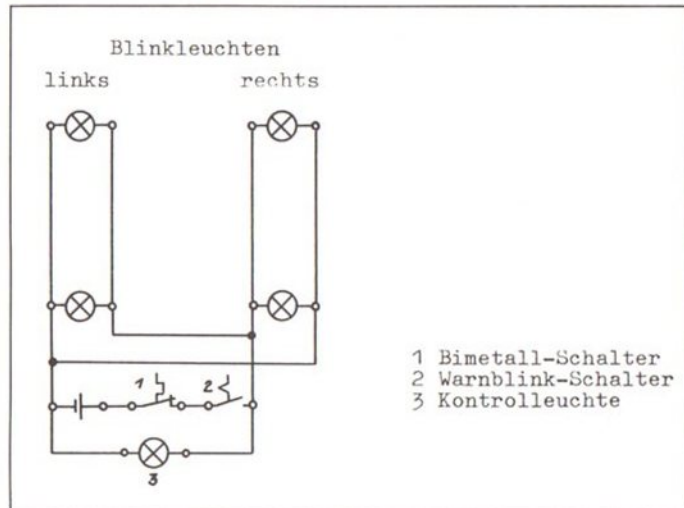 Blinkleuchten
links rechts
1 2
3
1 Bimetall-Schalter
2 Warnblink-Schalter
3 Kontrolleuchte